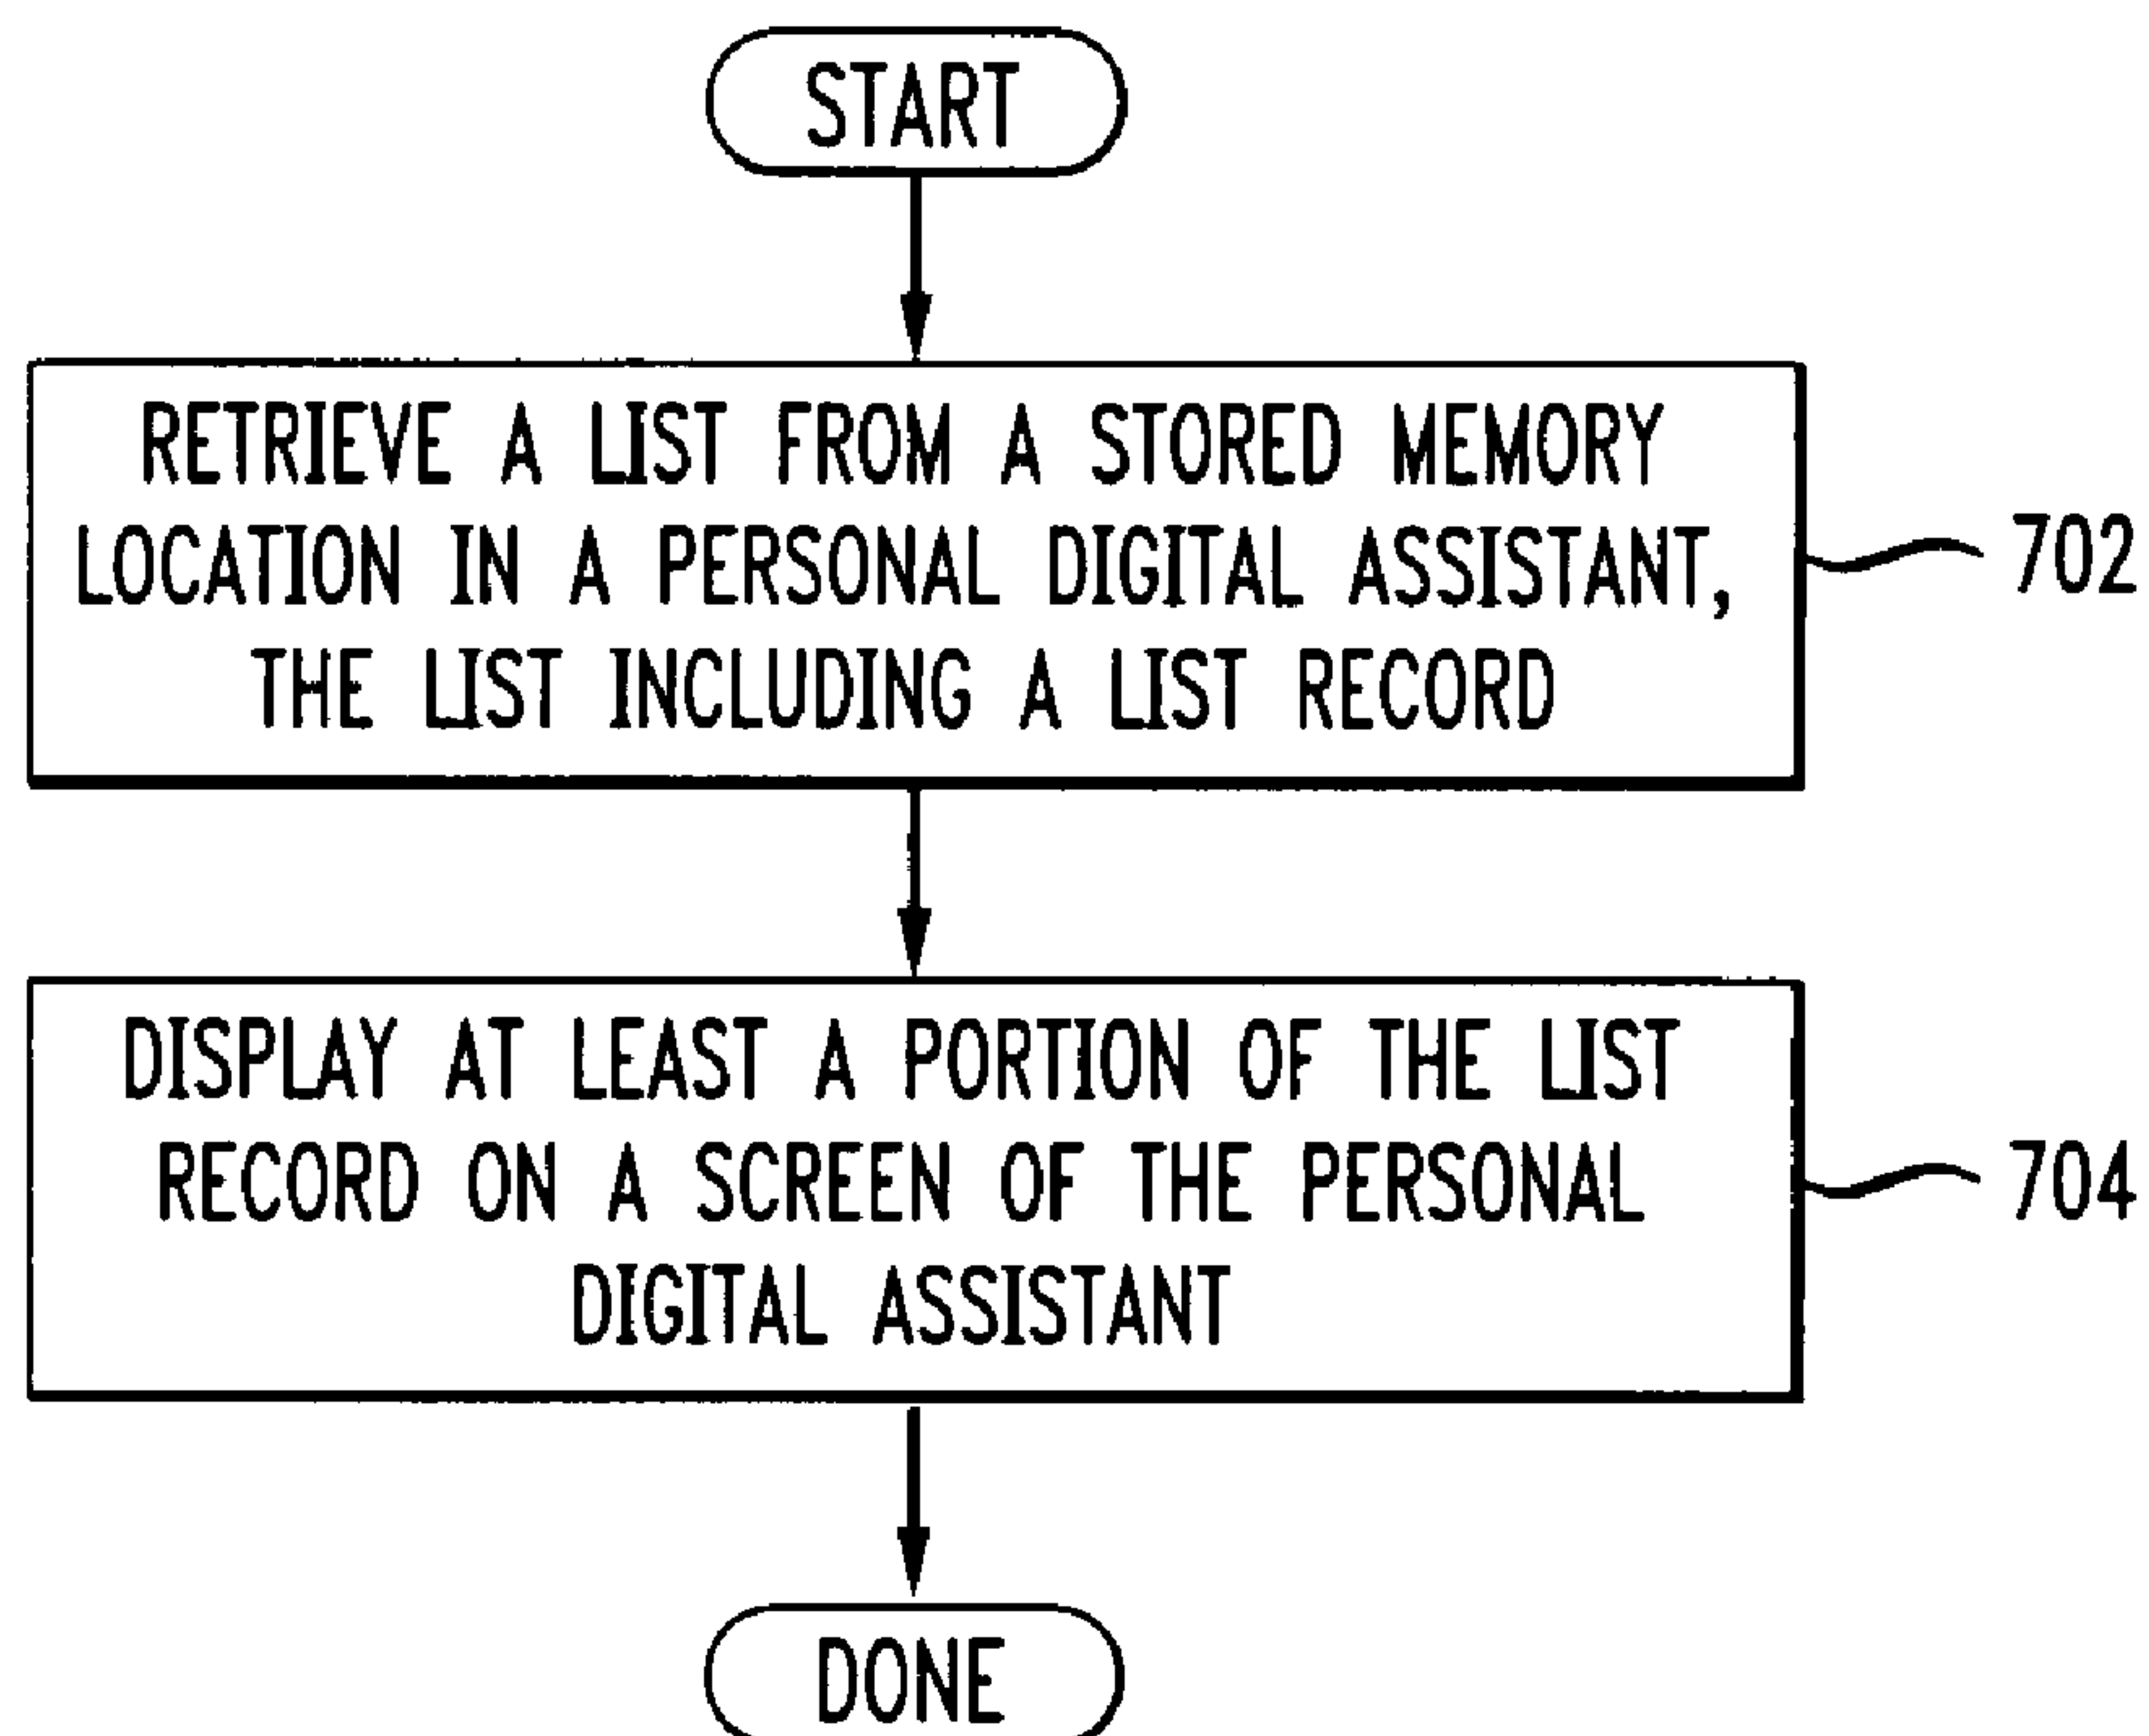 START
RETRIEVE A LIST FROM A STORED MEMORY
LOCATION IN A PERSONAL DIGITAL ASSISTANT,
THE LIST INCLUDING A LIST RECORD
702
DISPLAY AT LEAST A PORTION OF THE LIST
RECORD ON A SCREEN OF THE PERSONAL
DIGITAL ASSISTANT
704
DONE